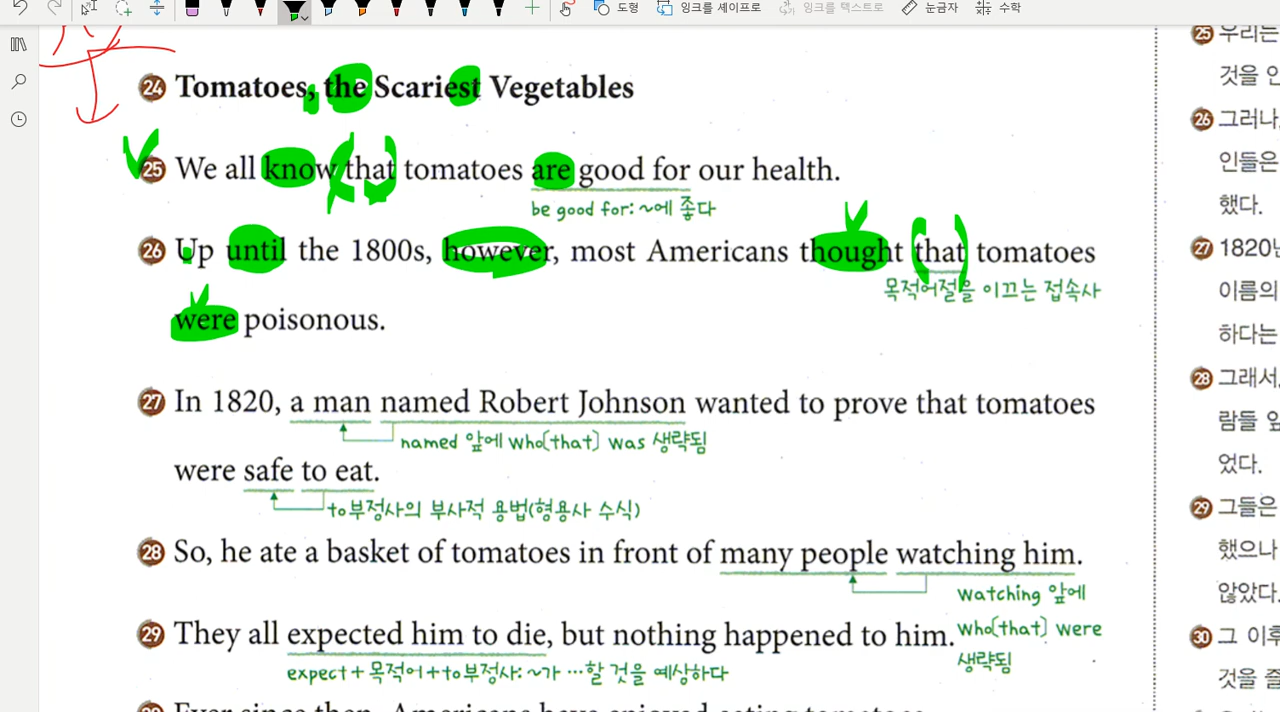 도형 잉크를 셰이프로 잉크를 텍스트로 눈금자 수학
24 Tomatoes, the Scariest Vegetables
25 We all know that tomatoes are good for our health.
be good for: ~에 좋다
26 Up until the 1800s, however, most Americans thought that tomatoes
목적어절을 이끄는 접속사
were poisonous.
27 In 1820, a man named Robert Johnson wanted to prove that tomatoes
named 앞에 who[that] was 생략됨
were safe to eat.
to부정사의 부사적 용법(형용사 수식)
28 So, he ate a basket of tomatoes in front of many people watching him.
watching 앞에
who[that] were
생략됨
29 They all expected him to die, but nothing happened to him.
expect+목적어+to부정사: ~가 …할 것을 예상하다
Ever since then, Americans have enjoyed eating tomatoes
25 우리는
것을 인
26 그러나
인들은
했다.
27 1820년
이름의
하다는
28 그래서,
람들 앞
었다.
29 그들은
했으나
않았다.
30 그 이후
것을 즐